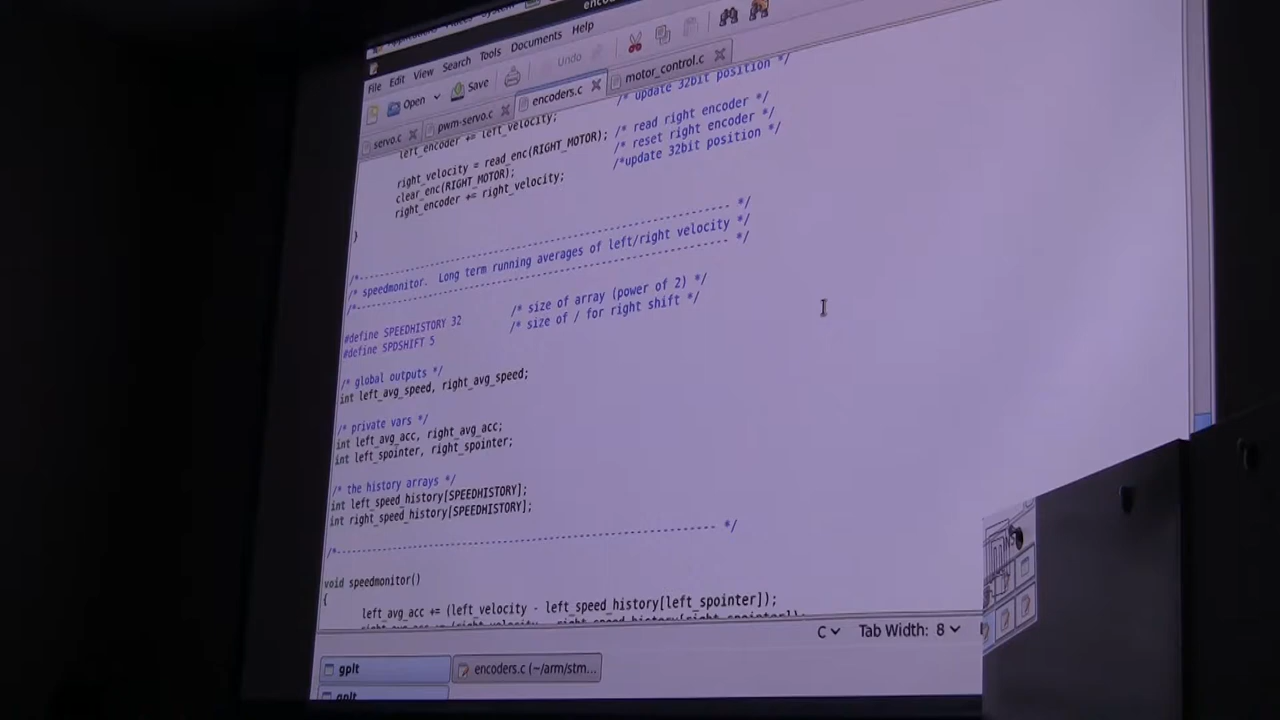 File Edit View Search Tools Documents Help
Open Save Undo
servo.c pwm-servo.c encoders.c motor_control.c
/* update 32bit position */
left_encoder += left_velocity;
right_velocity = read_enc(RIGHT_MOTOR); /* read right encoder */
clear_enc(RIGHT_MOTOR); /* reset right encoder */
right_encoder += right_velocity; /*update 32bit position */
}
/*------------------------------------------------------- */
/* speedmonitor. Long term running averages of left/right velocity */
/*------------------------------------------------------- */
#define SPEEDHISTORY 32 /* size of array (power of 2) */
#define SPDSHIFT 5 /* size of / for right shift */
/* global outputs */
int left_avg_speed, right_avg_speed;
/* private vars */
int left_avg_acc, right_avg_acc;
int left_spointer, right_spointer;
/* the history arrays */
int left_speed_history[SPEEDHISTORY];
int right_speed_history[SPEEDHISTORY];
/*------------------------------------------------------- */
void speedmonitor()
{
left_avg_acc += (left_velocity - left_speed_history[left_spointer]);
C Tab Width: 8
gplt encoders.c (~/arm/stm...
gplt